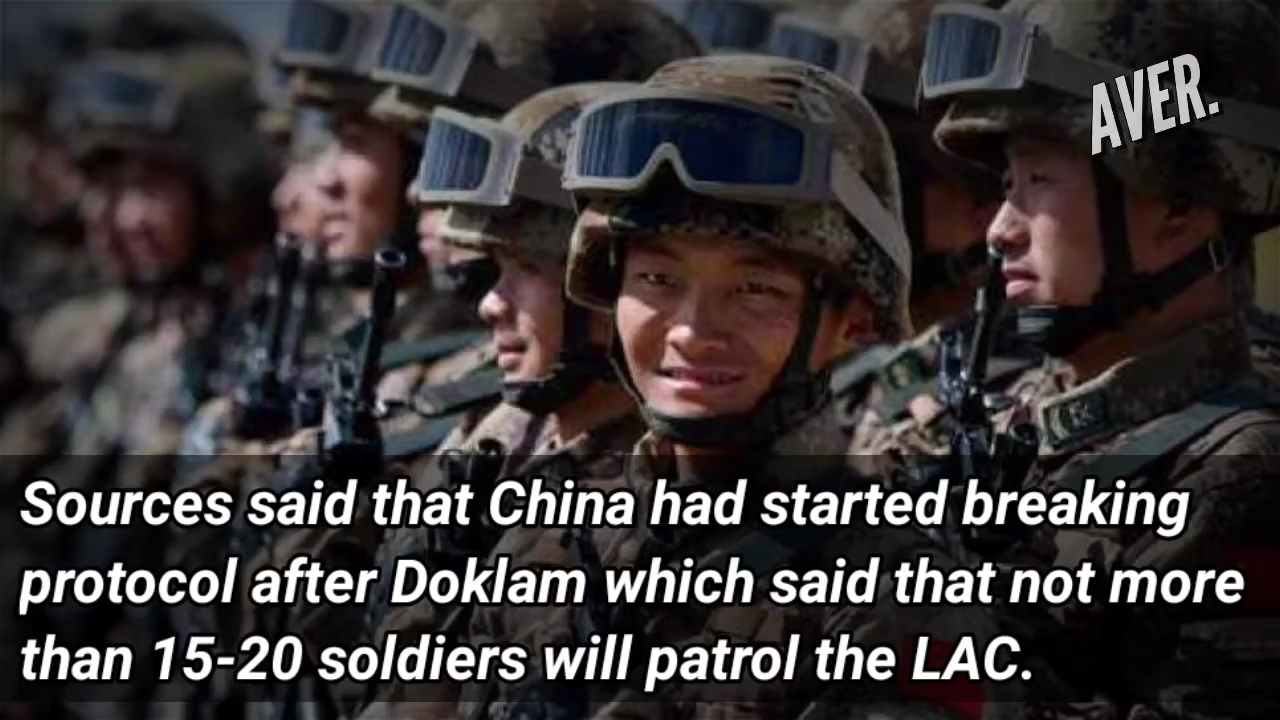 AVER.
Sources said that China had started breaking
protocol after Doklam which said that not more
than 15-20 soldiers will patrol the LAC.